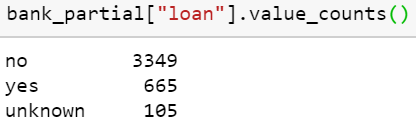 bank_partial["loan"].value_counts()
no 3349
yes 665
unknown 105